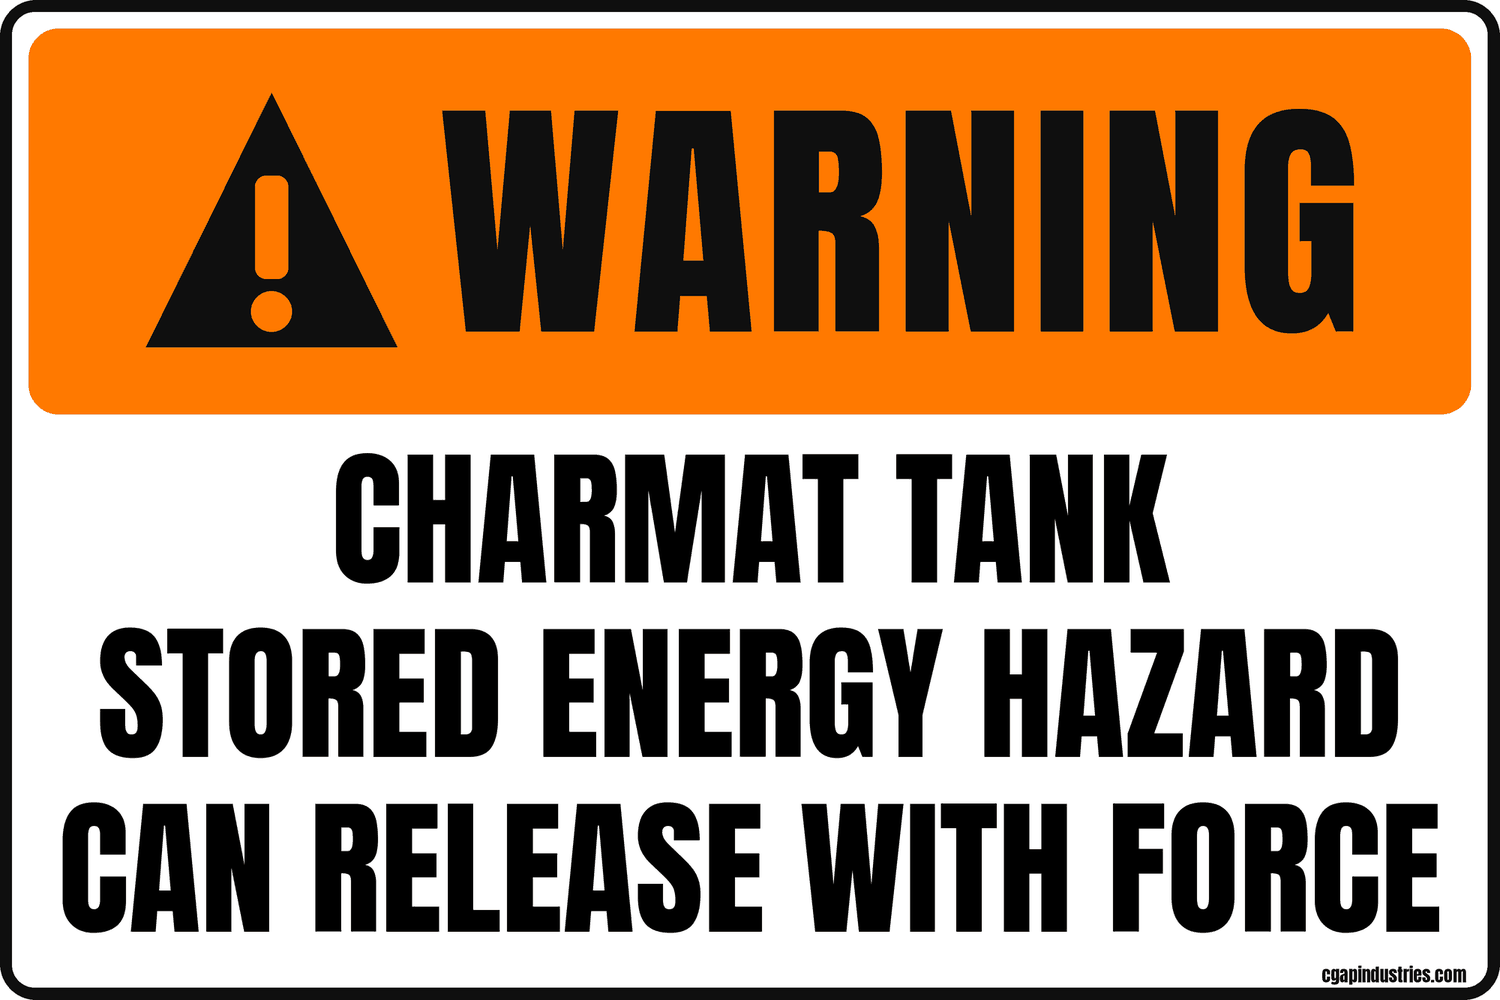 WARNING
CHARMAT TANK
STORED ENERGY HAZARD
CAN RELEASE WITH FORCE
cgapindustries.com